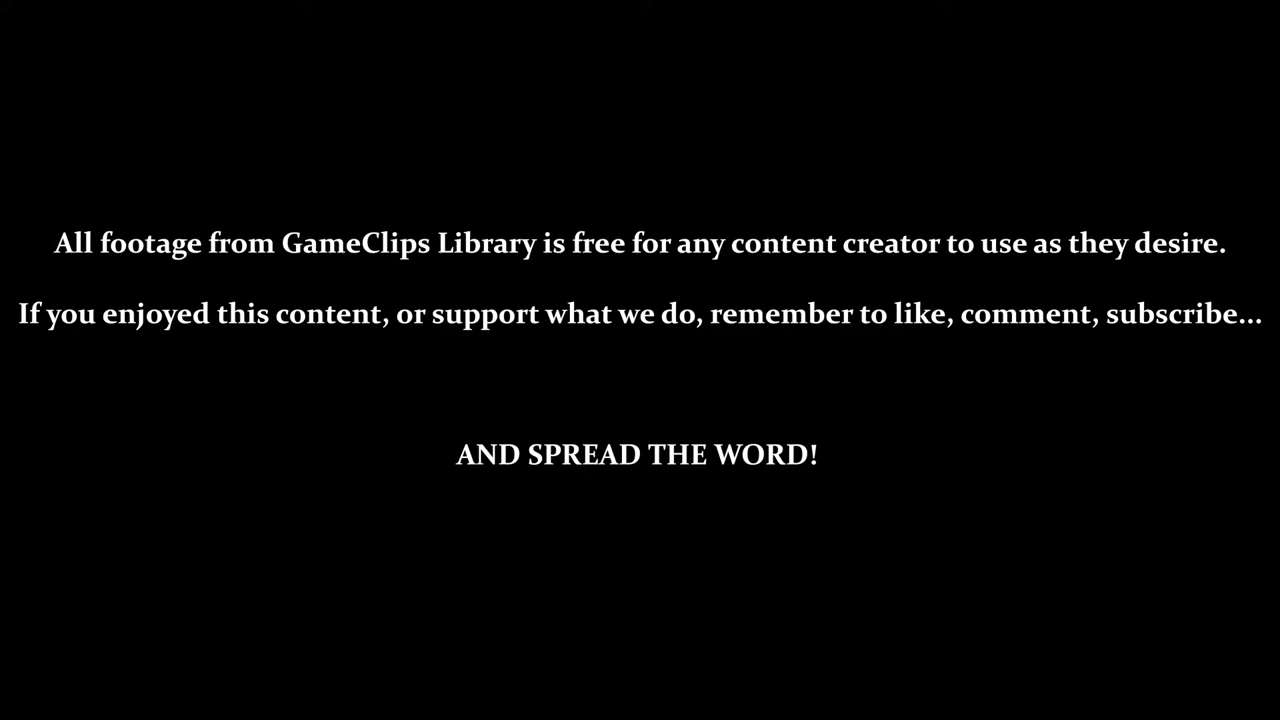 All footage from GameClips Library is free for any content creator to use as they desire.
If you enjoyed this content, or support what we do, remember to like, comment, subscribe...
AND SPREAD THE WORD!